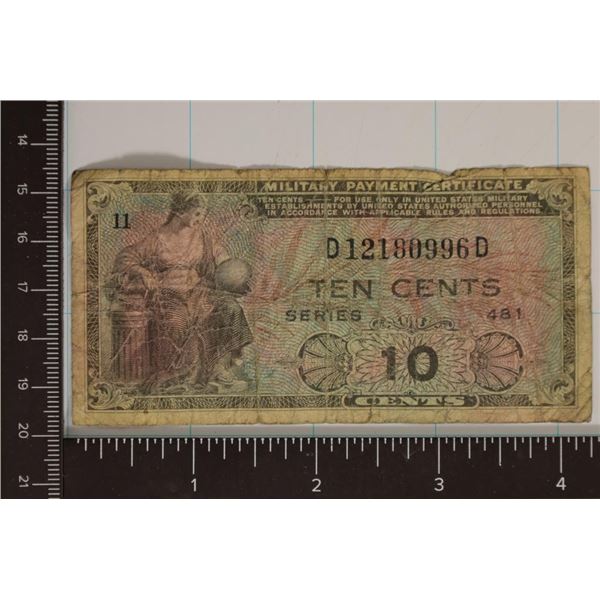 MILITARY PAYMENT CERTIFICATE
TEN CENTS — FOR USE ONLY IN UNITED STATES MILITARY
ESTABLISHMENTS BY UNITED STATES AUTHORIZED PERSONNEL
IN ACCORDANCE WITH APPLICABLE RULES AND REGULATIONS.
11
D12180996D
TEN CENTS
SERIES 481
10
CENTS
14
15
16
17
18
19
20
21
1 2 3 4